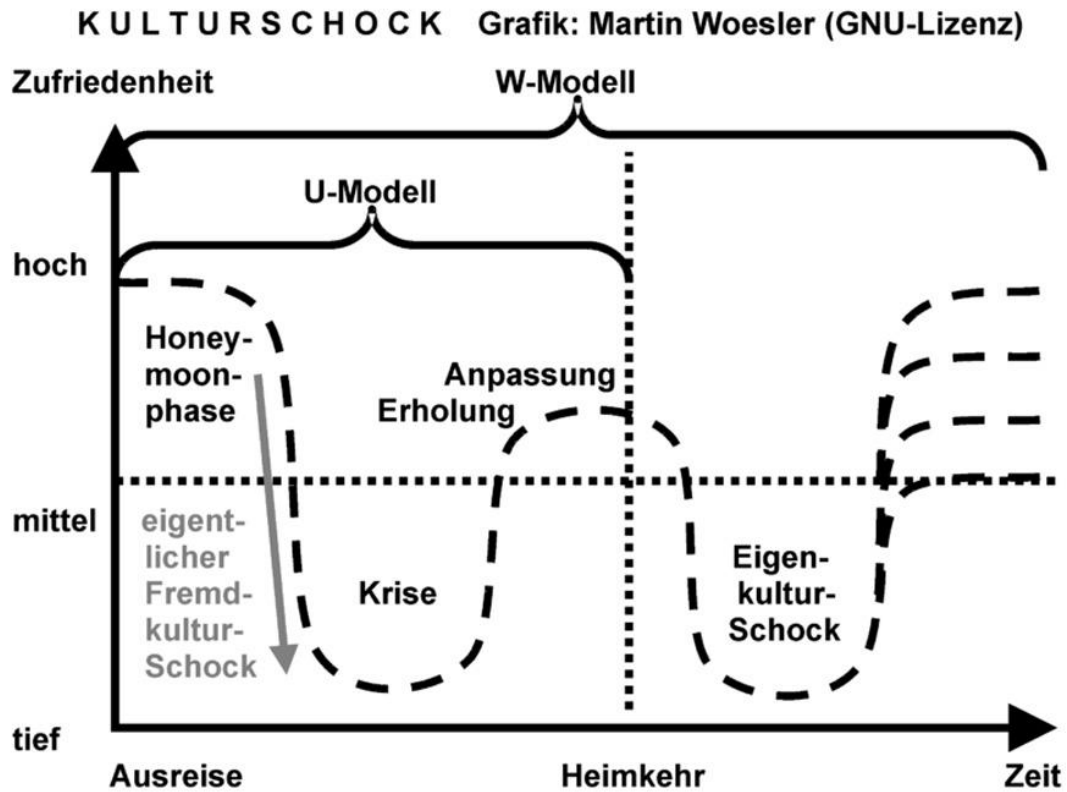 KULTURSCHOCK Grafik: Martin Woesler (GNU-Lizenz)
Zufriedenheit
W-Modell
U-Modell
hoch
Honey-
moon-
phase
Anpassung
Erholung
mittel
eigent-
licher
Fremd-
kultur-
Schock
Krise
Eigen-
kultur-
Schock
tief
Ausreise
Heimkehr
Zeit